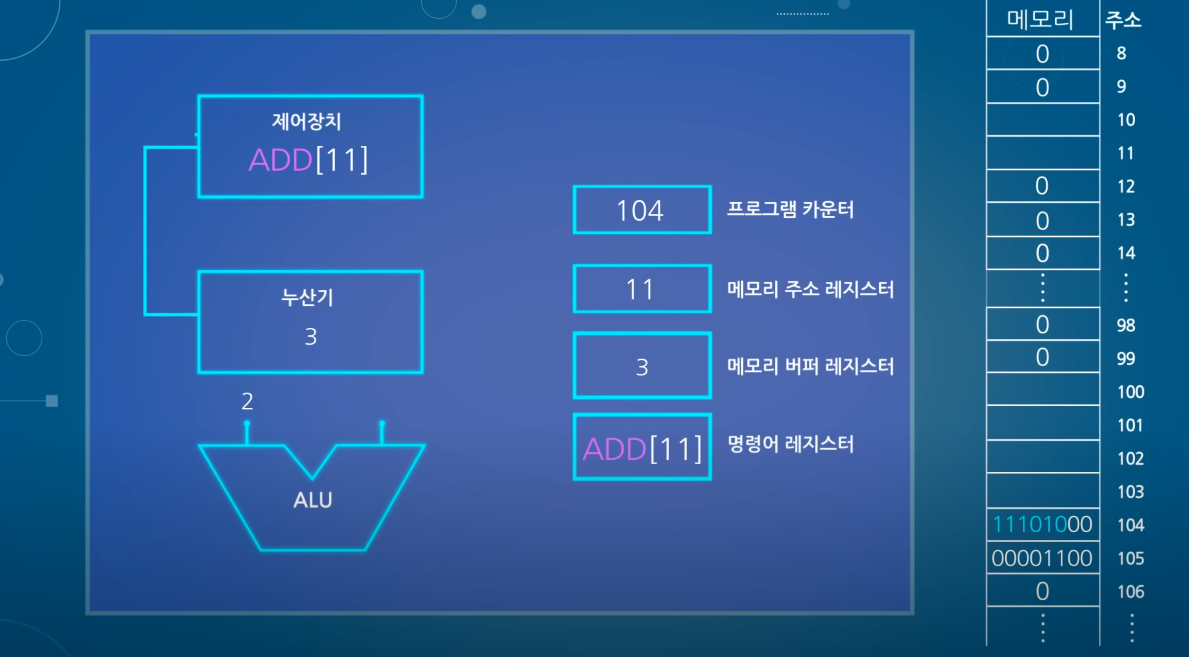 제어장치
ADD[11]
누산기
3
2
ALU
104 프로그램 카운터
11 메모리 주소 레지스터
3 메모리 버퍼 레지스터
ADD[11] 명령어 레지스터
메모리 주소
0 8
0 9
10
11
0 12
0 13
0 14
⋮ ⋮
0 98
0 99
100
101
102
103
11101000 104
00001100 105
0 106
⋮ ⋮